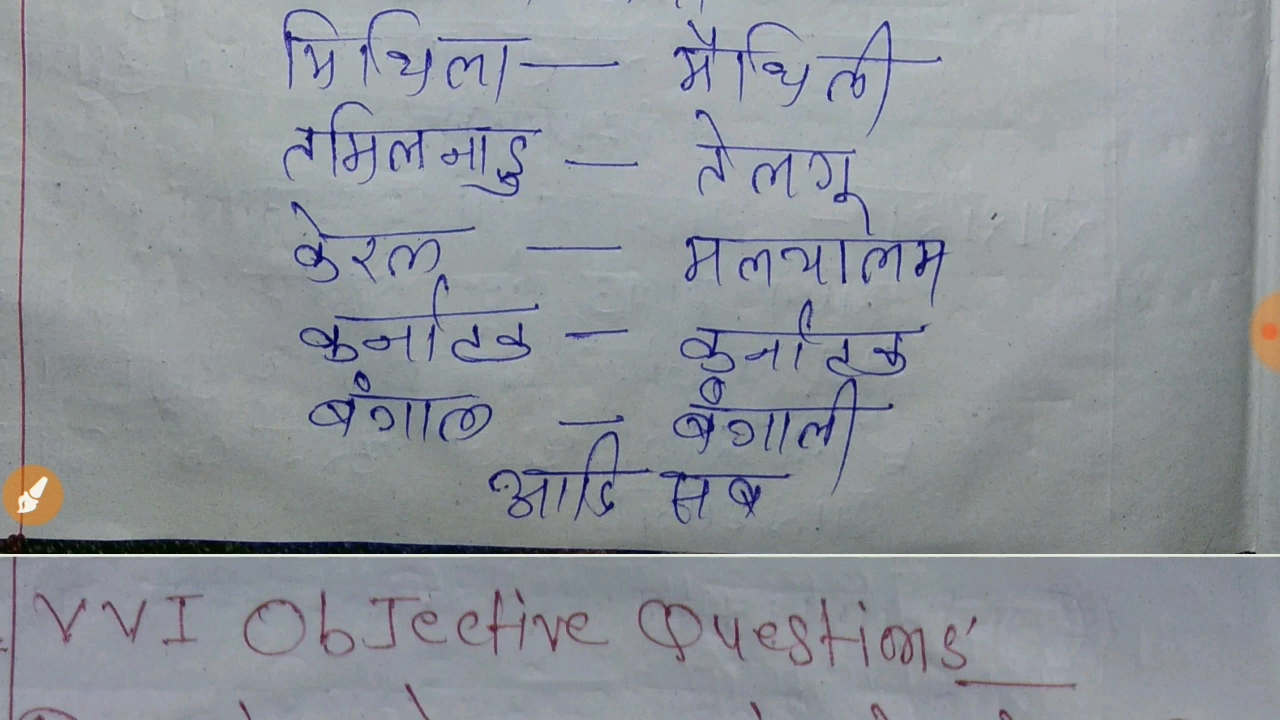 मिथिला — मैथिली
तमिलनाडु — तेलगू
केरल — मलयालम
कर्नाटक — कर्नाटक
बंगाल — बंगाली
आदि सब
VVI Objective Questions